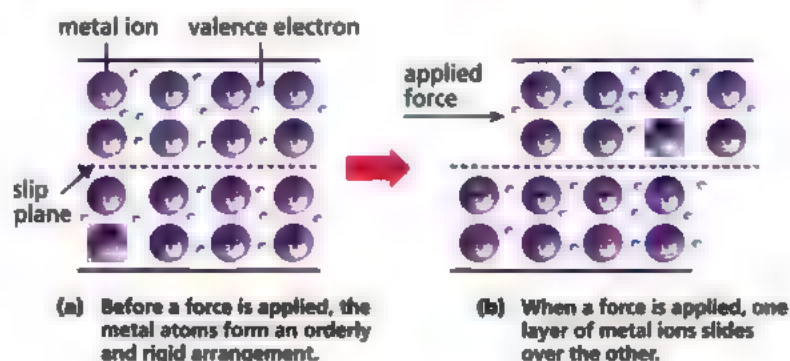 metal ion valence electron
applied
force
slip
plane
(a) Before a force is applied, the
metal atoms form an orderly
and rigid arrangement.
(b) When a force is applied, one
layer of metal ions slides
over the other.